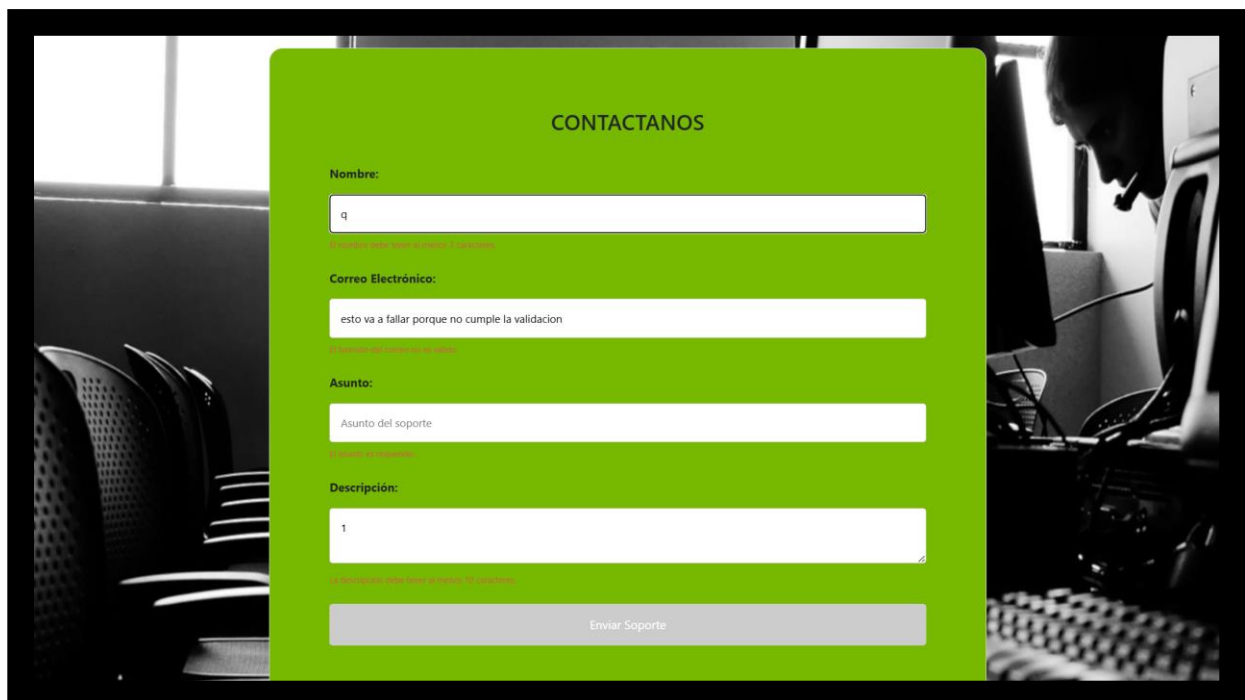 CONTACTANOS
Nombre:
q
El nombre debe tener al menos 3 caracteres.
Correo Electrónico:
esto va a fallar porque no cumple la validacion
El formato del correo no es válido.
Asunto:
Asunto del soporte
El asunto es requerido.
Descripción:
1
La descripción debe tener al menos 10 caracteres.
Enviar Soporte